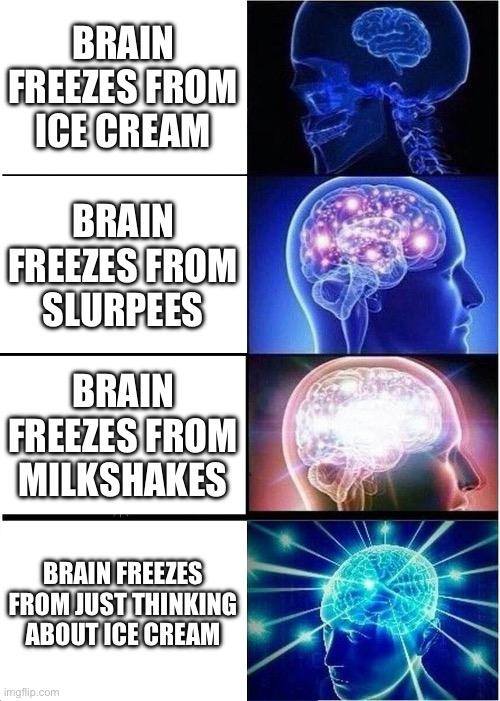 BRAIN
FREEZES FROM
ICE CREAM
BRAIN
FREEZES FROM
SLURPEES
BRAIN
FREEZES FROM
MILKSHAKES
BRAIN FREEZES
FROM JUST THINKING
ABOUT ICE CREAM
imgflip.com